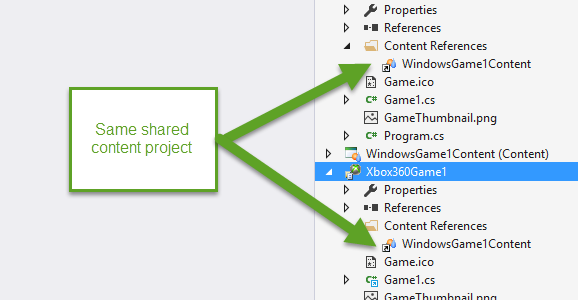 Properties
References
Content References
WindowsGame1Content
Game.ico
Game1.cs
GameThumbnail.png
Program.cs
WindowsGame1Content (Content)
Xbox360Game1
Properties
References
Content References
WindowsGame1Content
Game.ico
Game1.cs
GameThumbnail.png
Same shared
content project